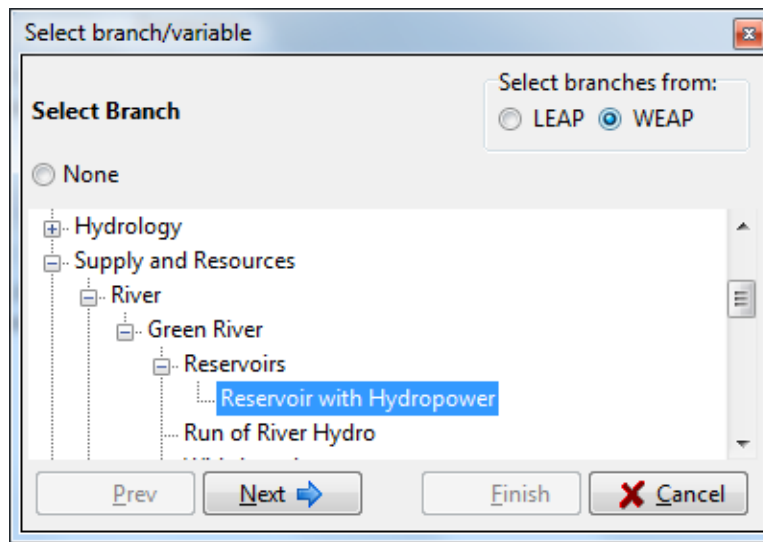 Select branch/variable
Select branches from:
Select Branch
LEAP WEAP
None
Hydrology
Supply and Resources
River
Green River
Reservoirs
Reservoir with Hydropower
Run of River Hydro
Prev Next Finish Cancel